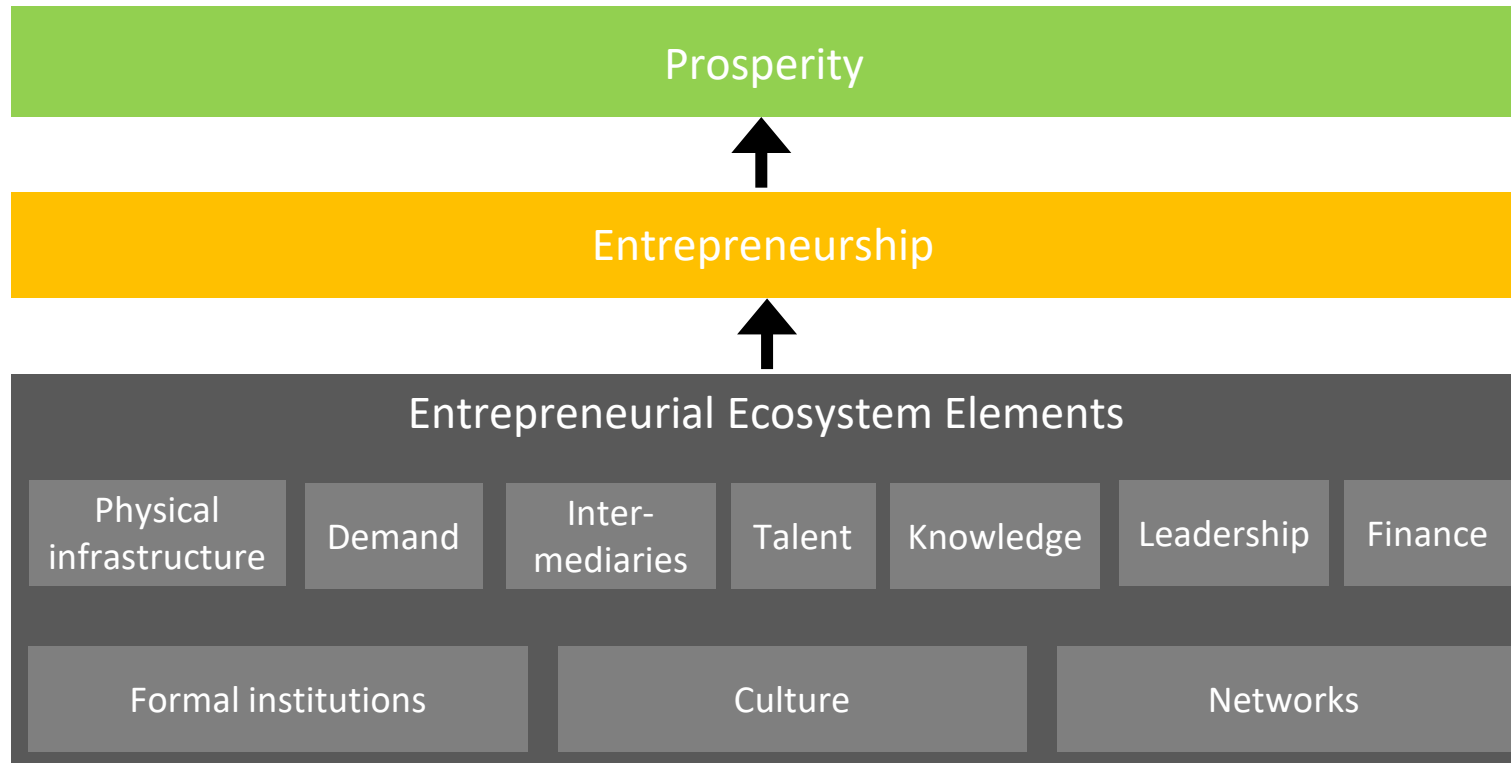 Prosperity
Entrepreneurship
Entrepreneurial Ecosystem Elements
Physical
infrastructure
Demand
Inter-
mediaries
Talent
Knowledge
Leadership
Finance
Formal institutions
Culture
Networks